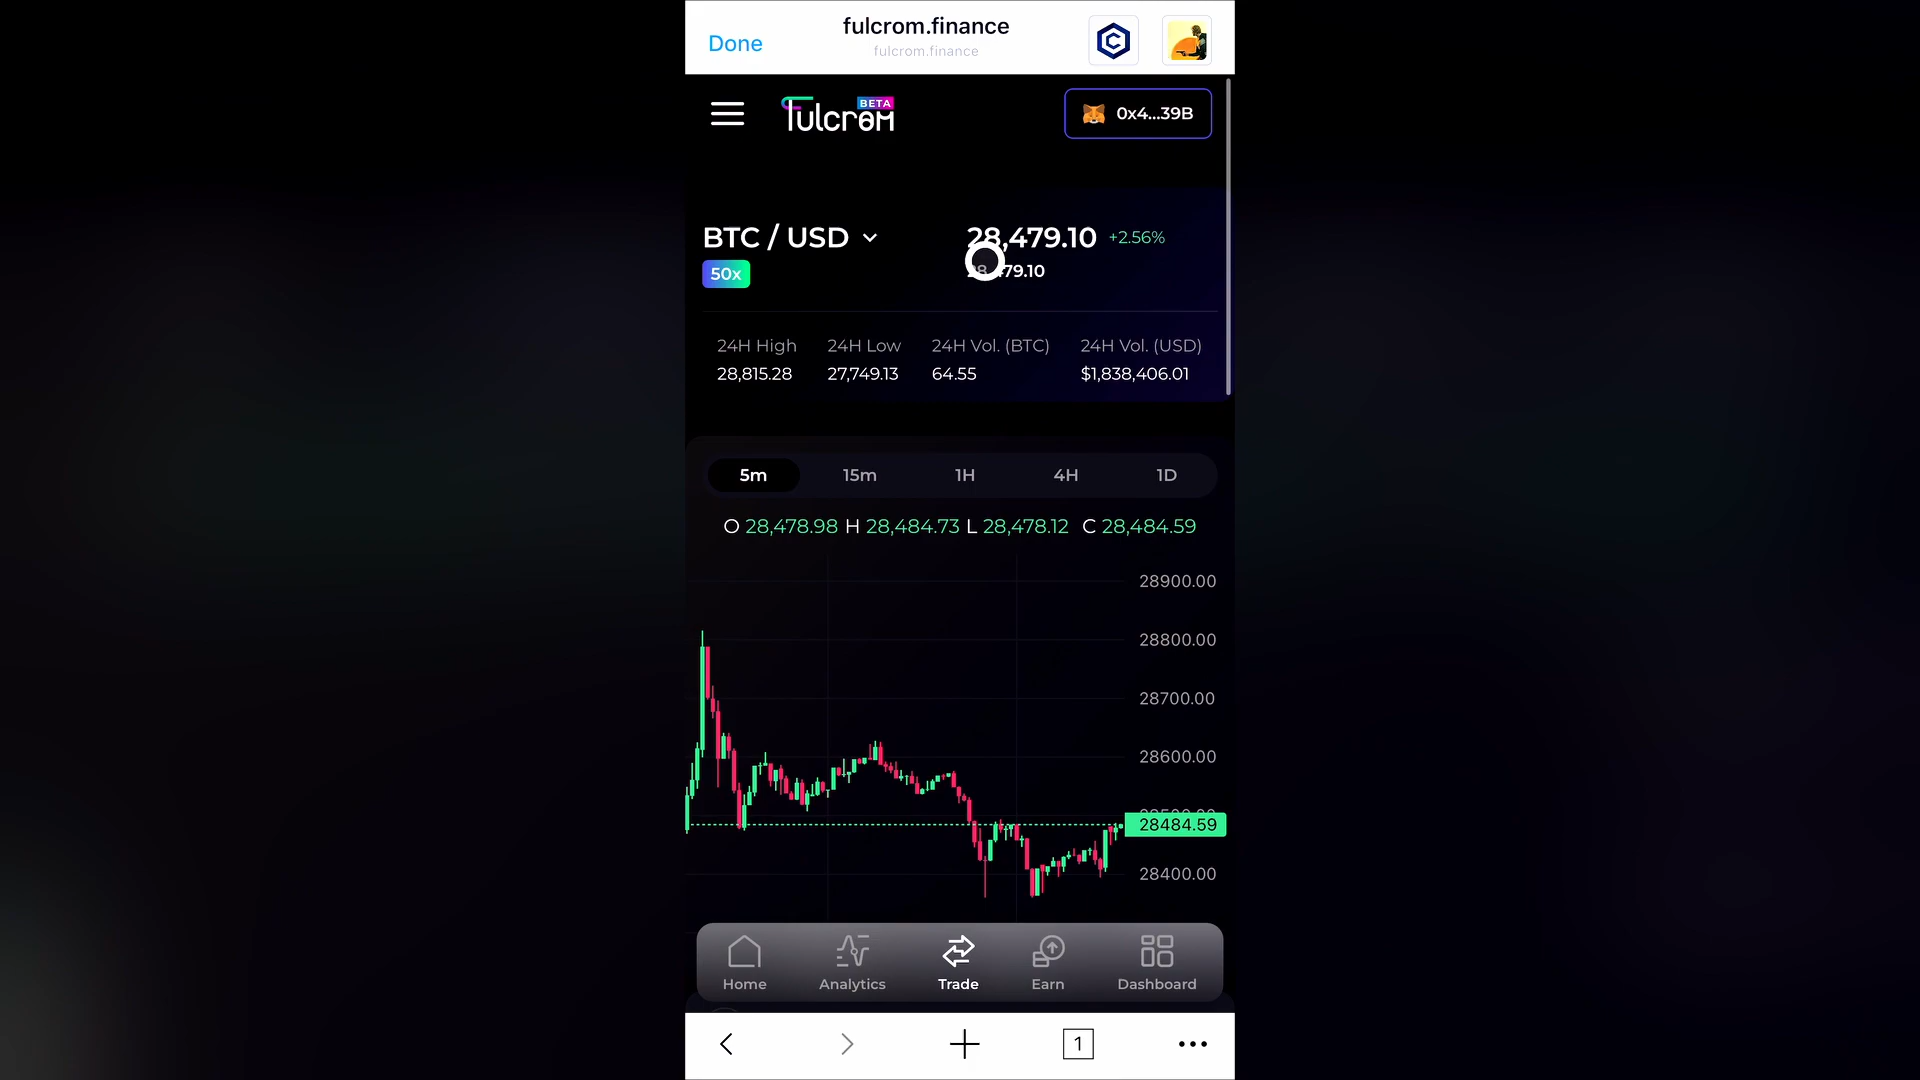 fulcrom.finance
Done
fulcrom.finance
BETA
Fulcrom
0x4...39B
BTC / USD
28,479.10 +2.56%
50x
79.10
24H High 24H Low 24H Vol. (BTC) 24H Vol. (USD)
28,815.28 27,749.13 64.55 $1,838,406.01
5m 15m 1H 4H 1D
O 28,478.98 H 28,484.73 L 28,478.12 C 28,484.59
28900.00
28800.00
28700.00
28600.00
28484.59
28400.00
Home Analytics Trade Earn Dashboard
1